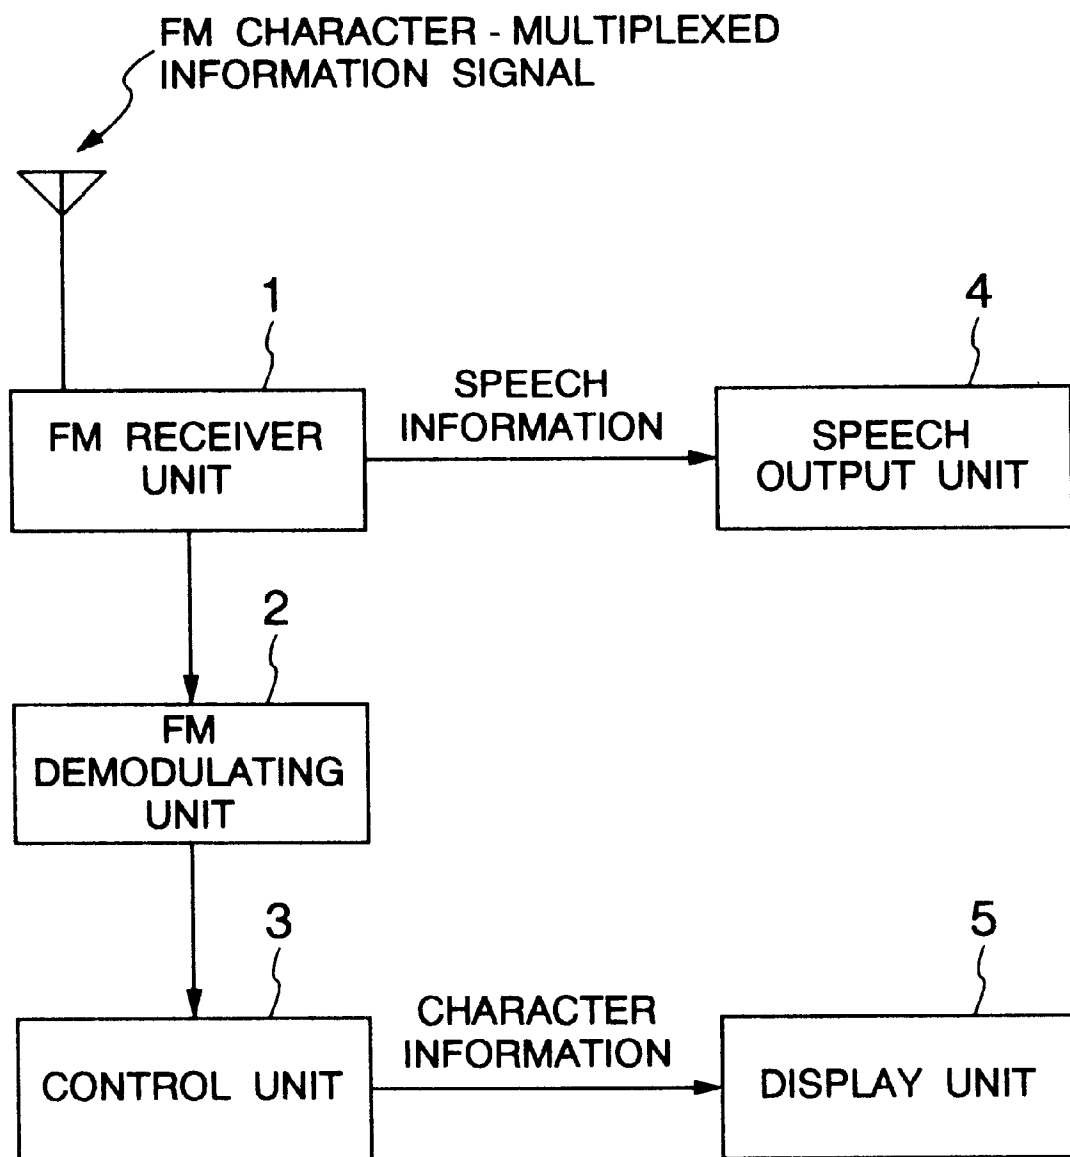 FM CHARACTER - MULTIPLEXED
INFORMATION SIGNAL
1
4
FM RECEIVER
UNIT
SPEECH
INFORMATION
SPEECH
OUTPUT UNIT
2
FM
DEMODULATING
UNIT
3
5
CONTROL UNIT
CHARACTER
INFORMATION
DISPLAY UNIT